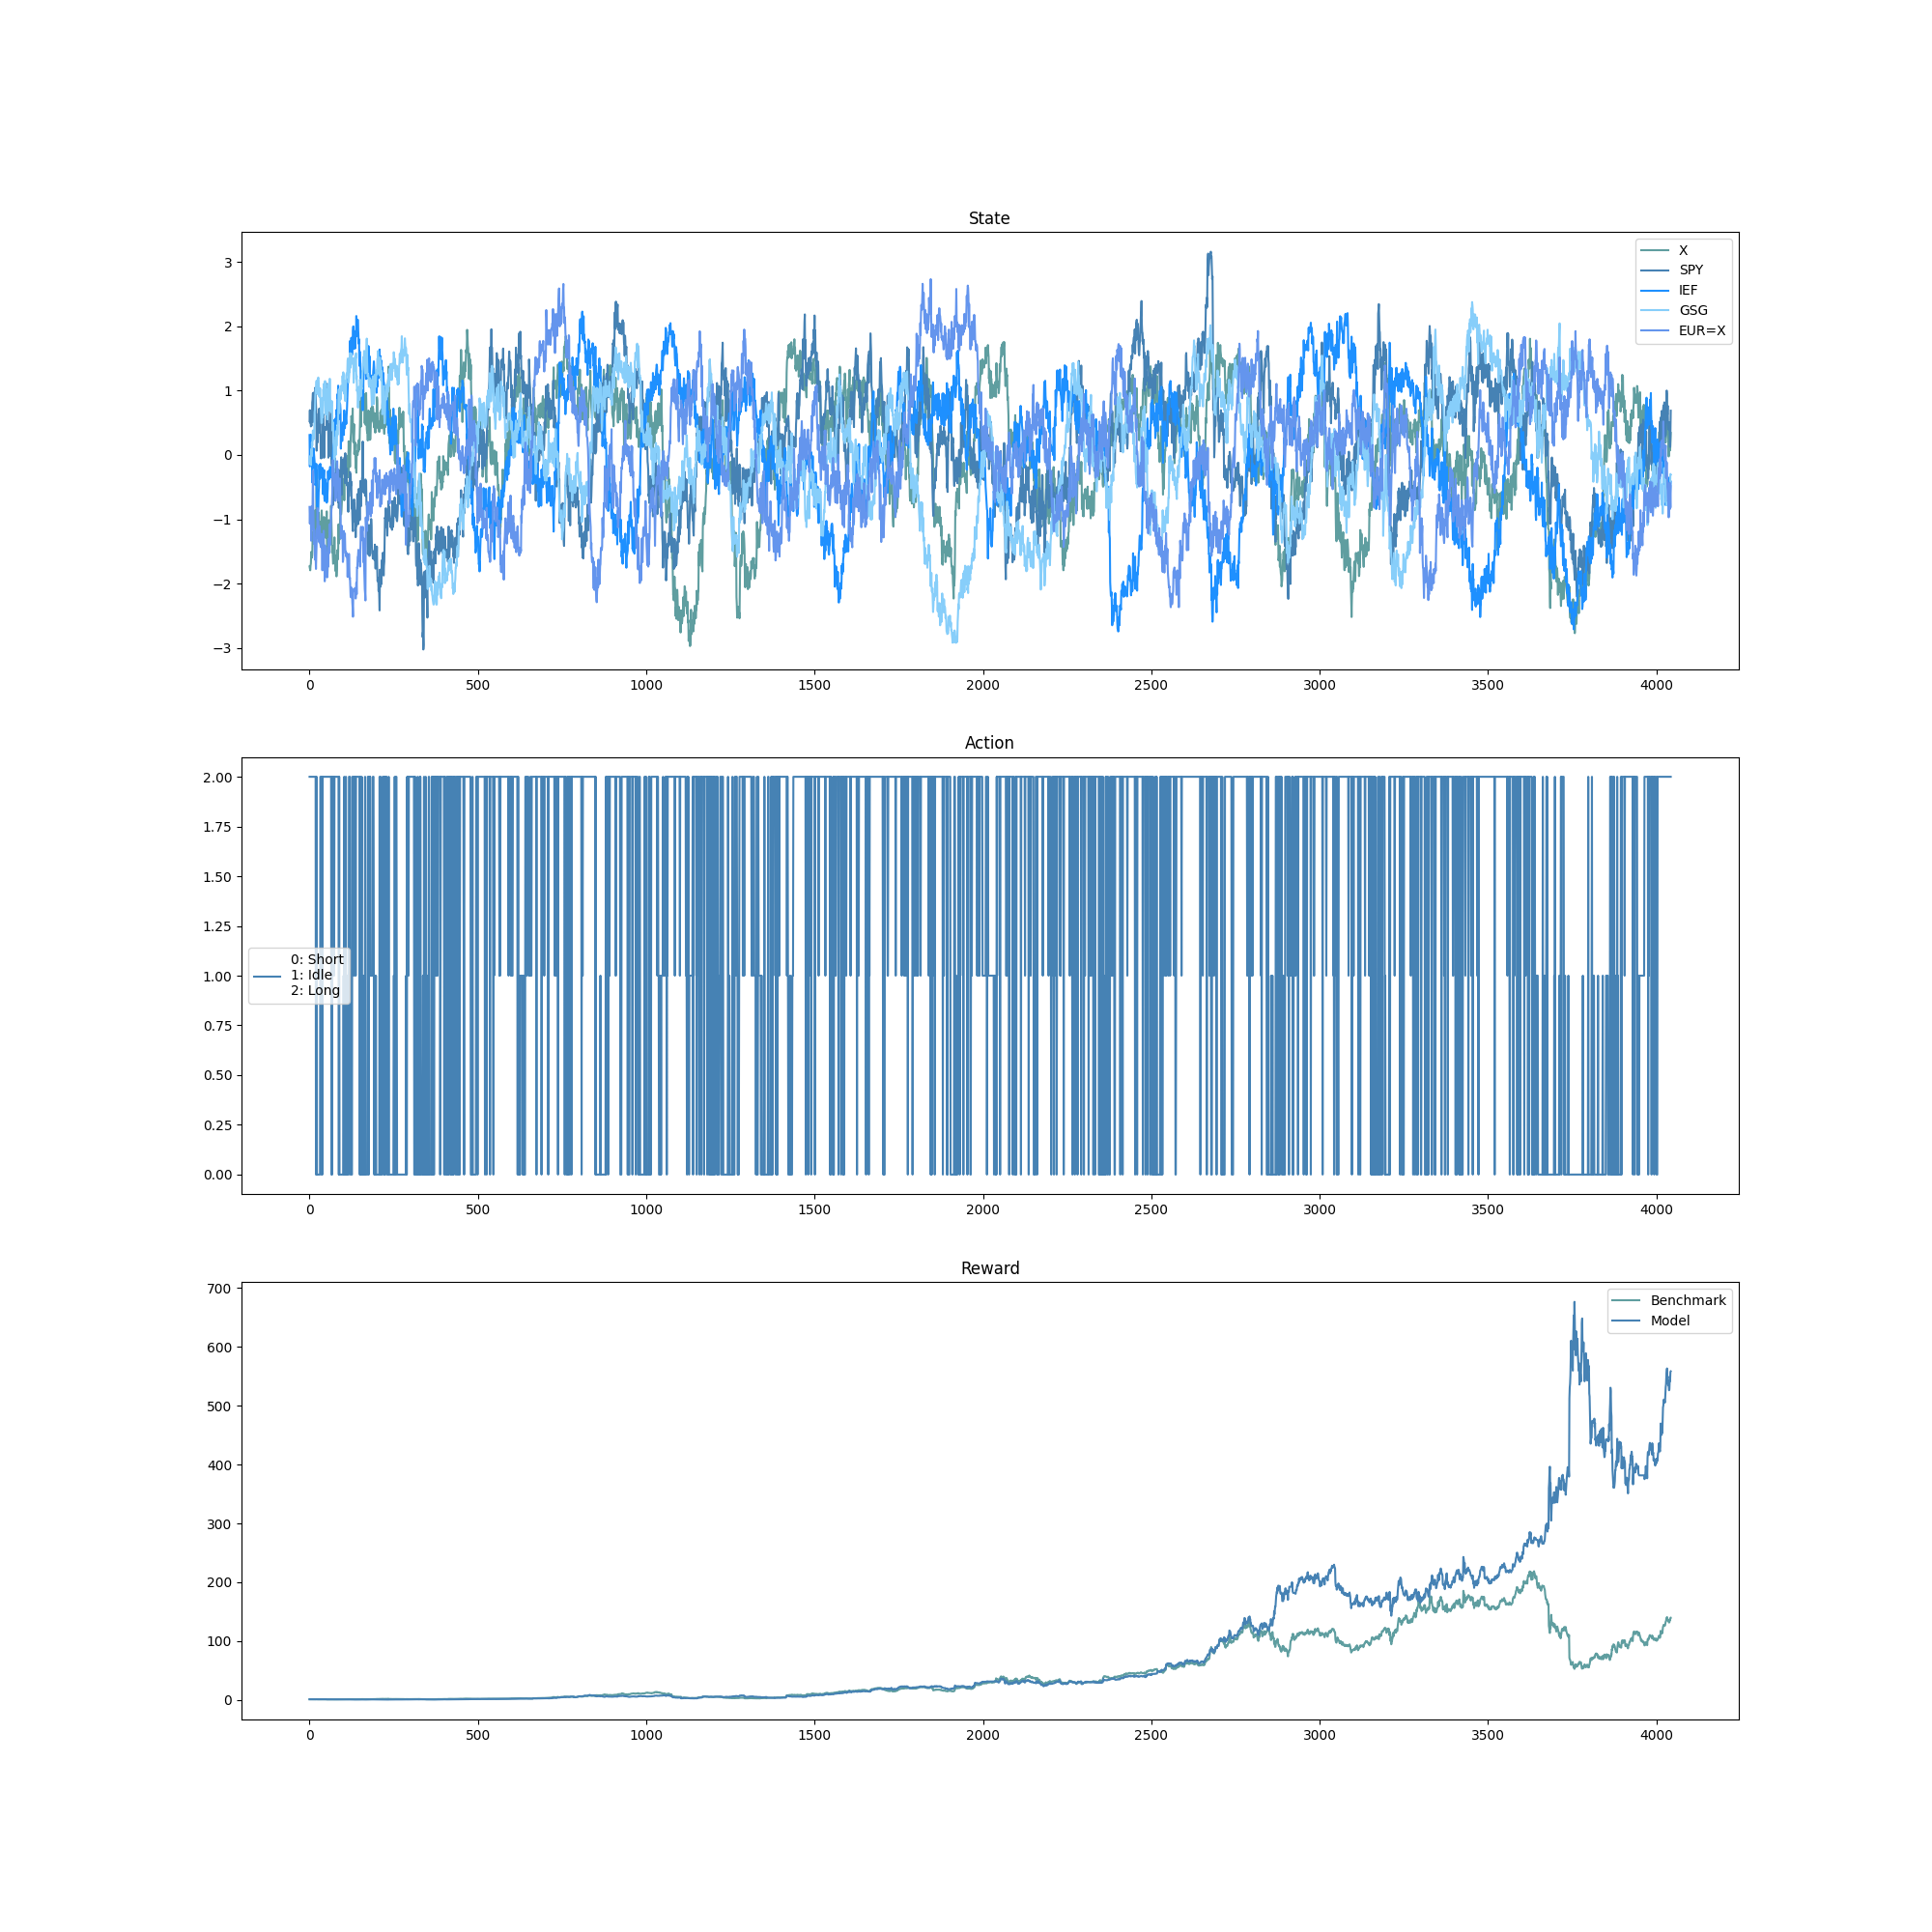 State
3
2
1
0
−1
−2
−3
X
SPY
IEF
GSG
EUR=X
0 500 1000 1500 2000 2500 3000 3500 4000
Action
2.00
1.75
1.50
1.25
1.00
0.75
0.50
0.25
0.00
0: Short
1: Idle
2: Long
0 500 1000 1500 2000 2500 3000 3500 4000
Reward
700
600
500
400
300
200
100
0
Benchmark
Model
0 500 1000 1500 2000 2500 3000 3500 4000